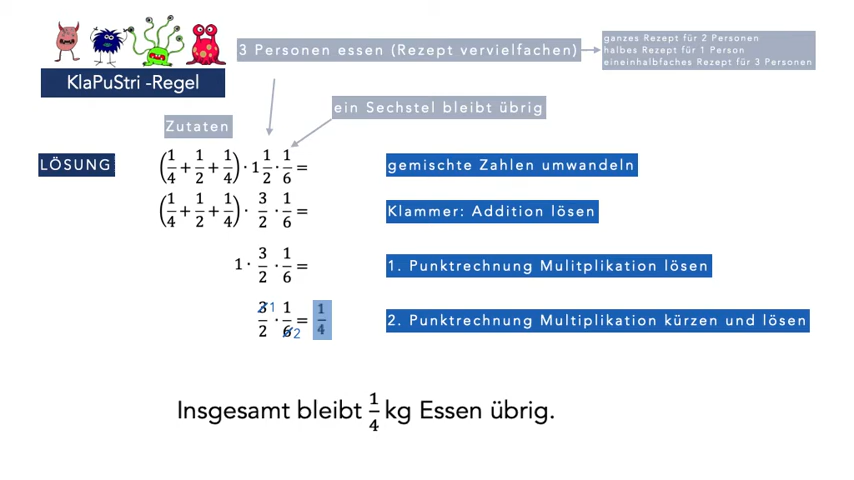 3 Personen essen (Rezept vervielfachen)
ganzes Rezept für 2 Personen
halbes Rezept für 1 Person
eineinhalbfaches Rezept für 3 Personen
KlaPuStri -Regel
ein Sechstel bleibt übrig
Zutaten
LÖSUNG
(1/4 + 1/2 + 1/4) · 1 1/2 · 1/6 =
gemischte Zahlen umwandeln
(1/4 + 1/2 + 1/4) · 3/2 · 1/6 =
Klammer: Addition lösen
1 · 3/2 · 1/6 =
1. Punktrechnung Mulitplikation lösen
3 1/2 · 1/6 2 = 1/4
2. Punktrechnung Multiplikation kürzen und lösen
Insgesamt bleibt 1/4 kg Essen übrig.